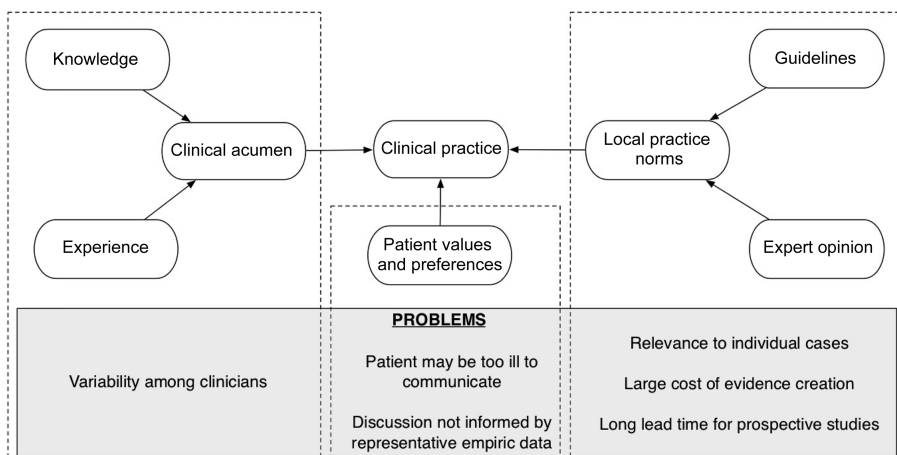 Knowledge
Guidelines
Clinical acumen
Clinical practice
Local practice
norms
Experience
Patient values
and preferences
Expert opinion
PROBLEMS
Variability among clinicians
Patient may be too ill to
communicate
Discussion not informed by
representative empiric data
Relevance to individual cases
Large cost of evidence creation
Long lead time for prospective studies